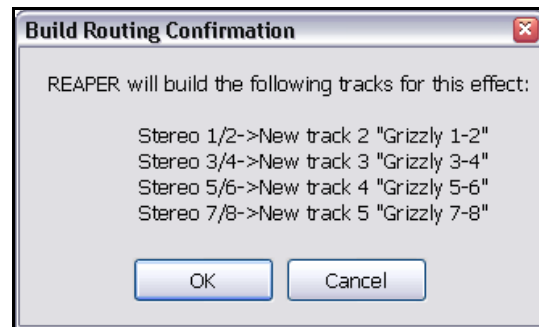 Build Routing Confirmation
REAPER will build the following tracks for this effect:
Stereo 1/2->New track 2 "Grizzly 1-2"
Stereo 3/4->New track 3 "Grizzly 3-4"
Stereo 5/6->New track 4 "Grizzly 5-6"
Stereo 7/8->New track 5 "Grizzly 7-8"
OK Cancel